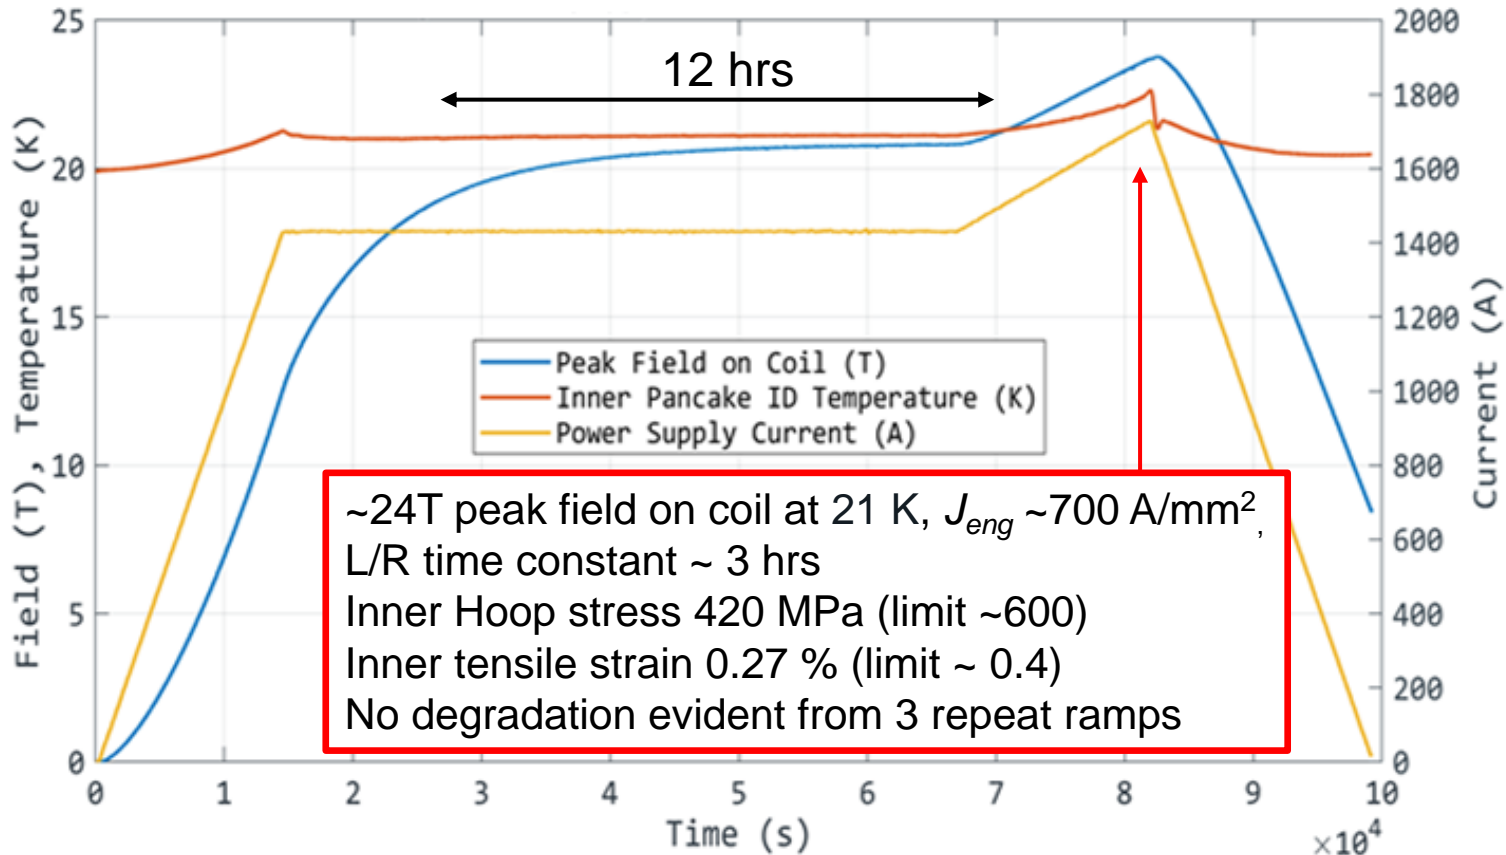 25
20
15
10
5
0
Field (T), Temperature (K)
12 hrs
2000
1800
1600
1400
1200
1000
800
600
400
200
0
Current (A)
Peak Field on Coil (T)
Inner Pancake ID Temperature (K)
Power Supply Current (A)
~24T peak field on coil at 21 K, Jeng ~700 A/mm2,
L/R time constant ~ 3 hrs
Inner Hoop stress 420 MPa (limit ~600)
Inner tensile strain 0.27 % (limit ~ 0.4)
No degradation evident from 3 repeat ramps
0 1 2 3 4 5 6 7 8 9 10
Time (s)
×10^4